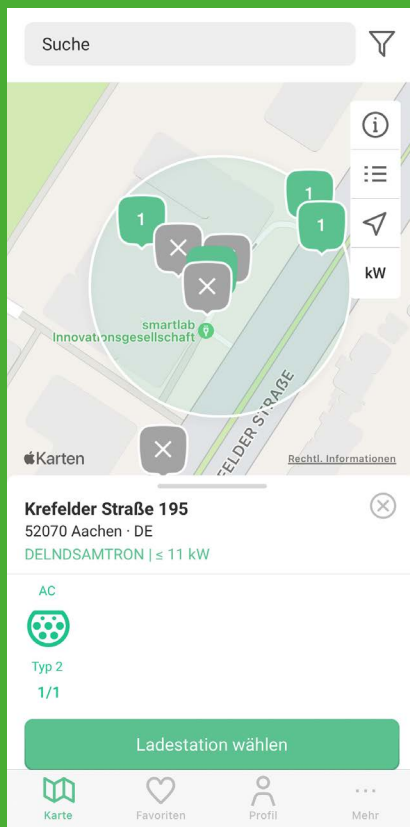 Suche
1
1
1
kW
smartlab
Innovationsgesellschaft
FELDER STRAßE
Karten
Rechtl. Informationen
Krefelder Straße 195
52070 Aachen · DE
DELNDSAMTRON | ≤ 11 kW
AC
Typ 2
1/1
Ladestation wählen
Karte
Favoriten
Profil
Mehr